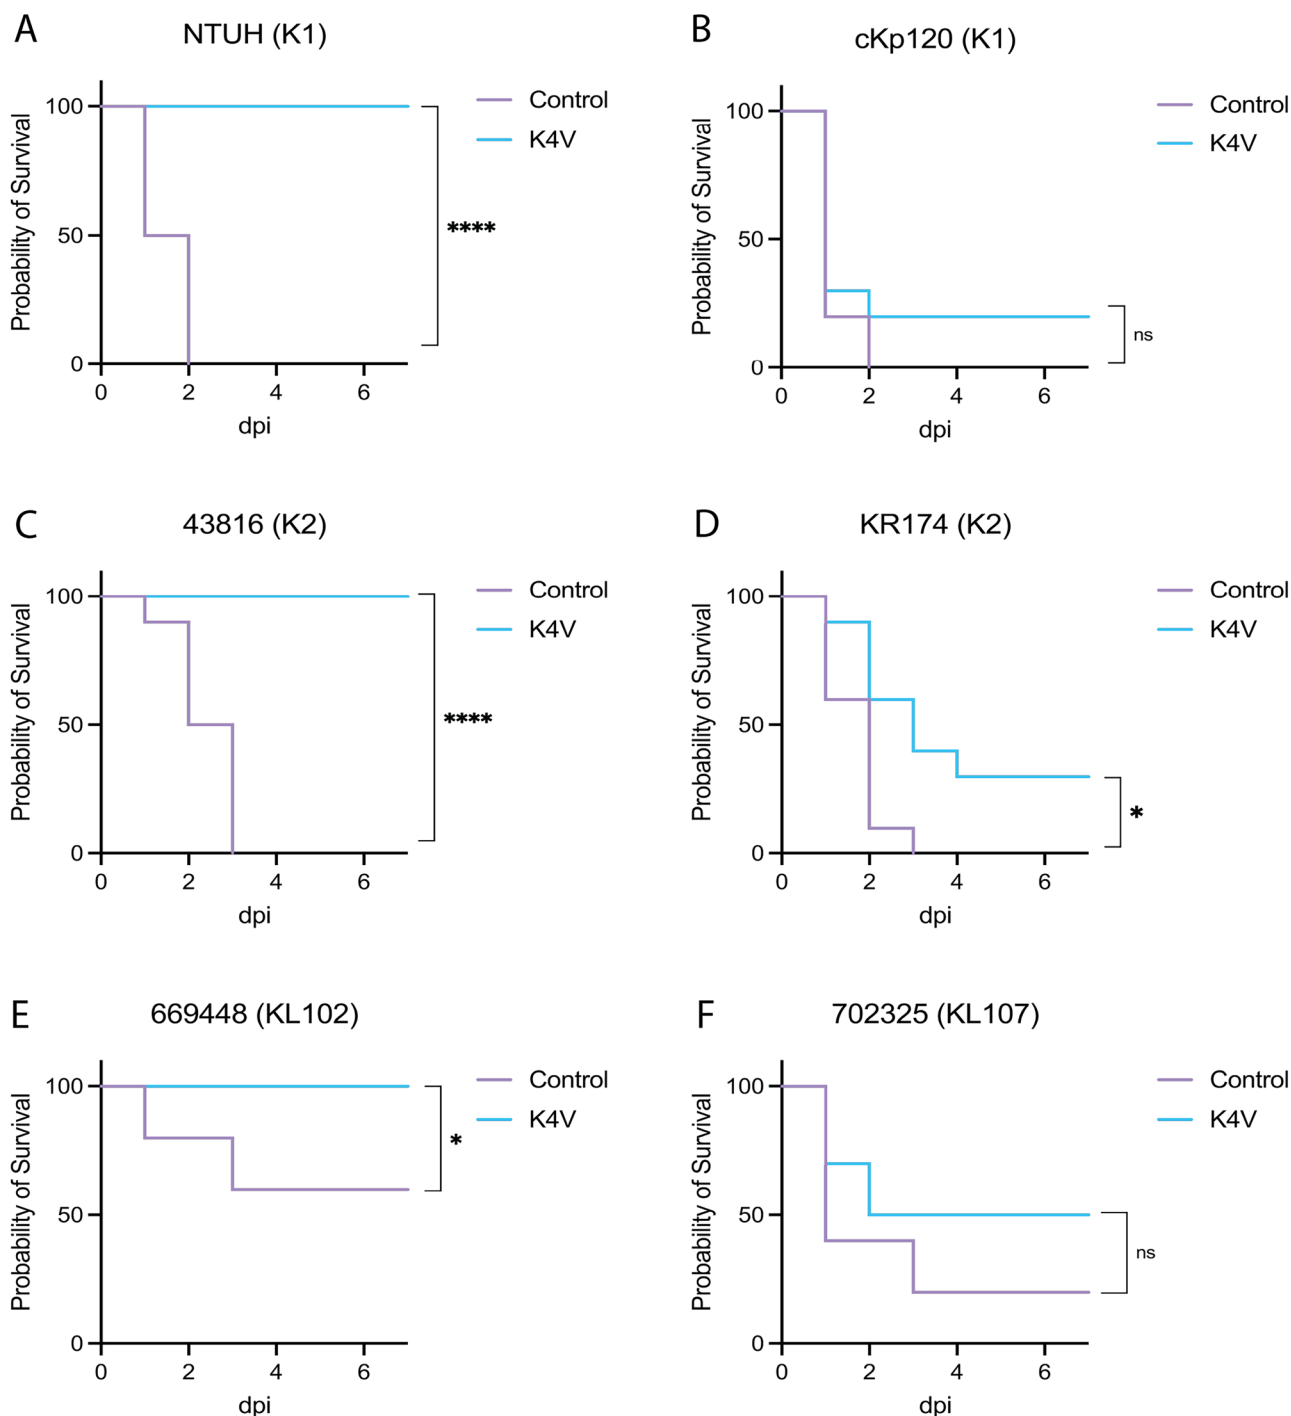 A
NTUH (K1)
Probability of Survival
100
50
0
0 2 4 6
dpi
Control
K4V
****
B
cKp120 (K1)
Probability of Survival
100
50
0
0 2 4 6
dpi
Control
K4V
ns
C
43816 (K2)
Probability of Survival
100
50
0
0 2 4 6
dpi
Control
K4V
****
D
KR174 (K2)
Probability of Survival
100
50
0
0 2 4 6
dpi
Control
K4V
*
E
669448 (KL102)
Probability of Survival
100
50
0
0 2 4 6
dpi
Control
K4V
*
F
702325 (KL107)
Probability of Survival
100
50
0
0 2 4 6
dpi
Control
K4V
ns